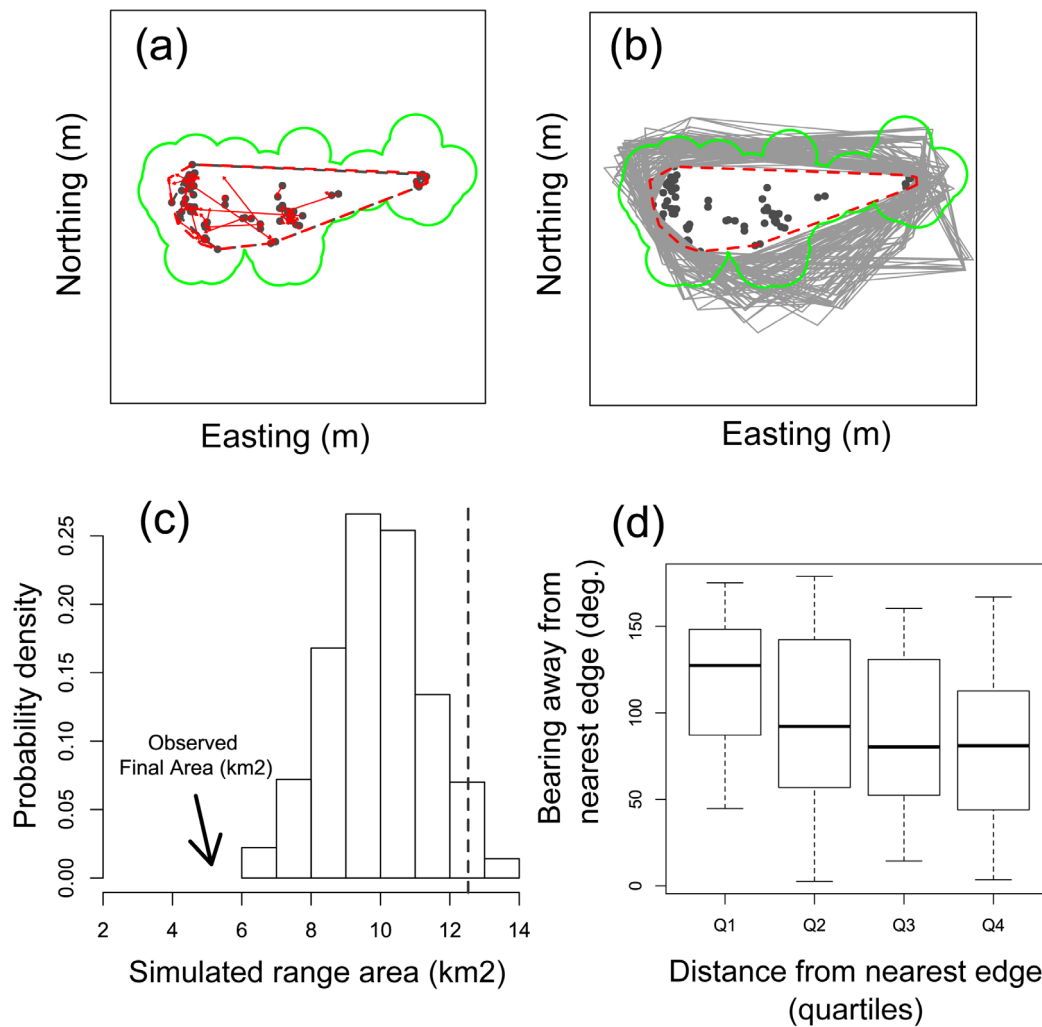 (a)
Northing (m)
Easting (m)
(b)
Northing (m)
Easting (m)
(c)
Probability density
0.00
0.05
0.10
0.15
0.20
0.25
Observed
Final Area (km2)
2
4
6
8
10
12
14
Simulated range area (km2)
(d)
Bearing away from
nearest edge (deg.)
0
50
100
150
Q1
Q2
Q3
Q4
Distance from nearest edge
(quartiles)